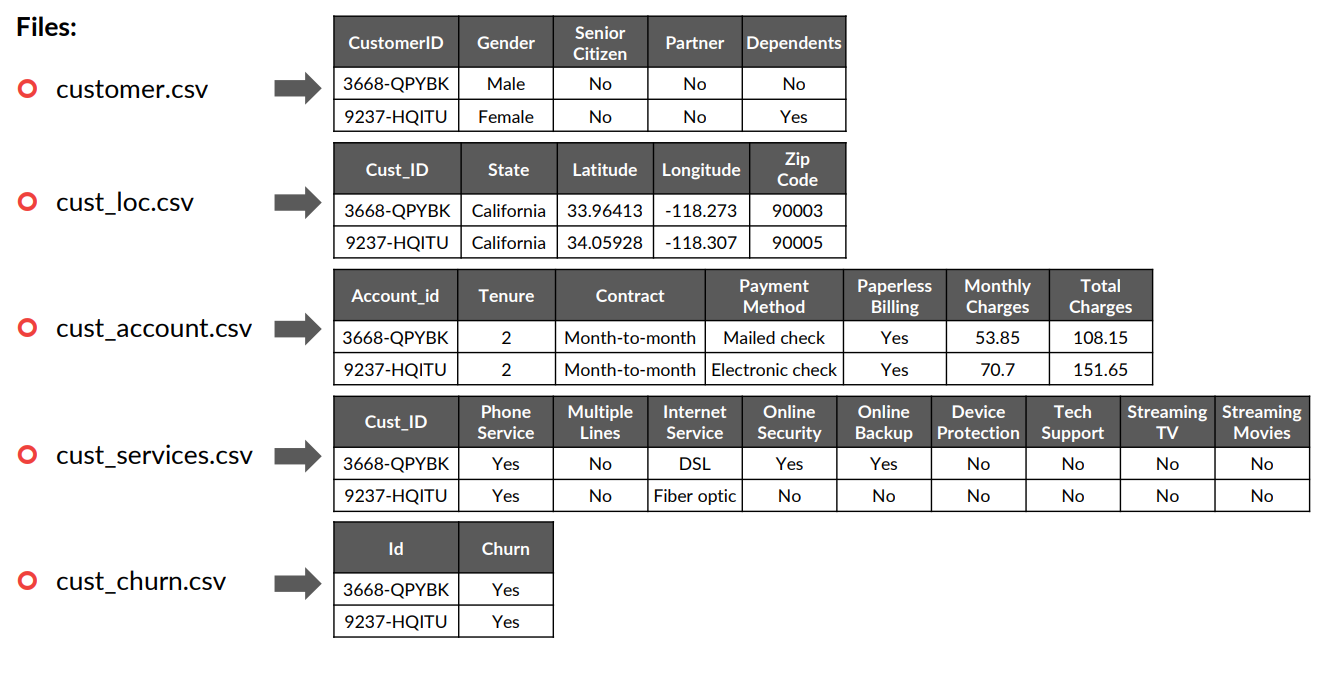 Files:
customer.csv
CustomerID Gender Senior Citizen Partner Dependents
3668-QPYBK Male No No No
9237-HQITU Female No No Yes
cust_loc.csv
Cust_ID State Latitude Longitude Zip Code
3668-QPYBK California 33.96413 -118.273 90003
9237-HQITU California 34.05928 -118.307 90005
cust_account.csv
Account_id Tenure Contract Payment Method Paperless Billing Monthly Charges Total Charges
3668-QPYBK 2 Month-to-month Mailed check Yes 53.85 108.15
9237-HQITU 2 Month-to-month Electronic check Yes 70.7 151.65
cust_services.csv
Cust_ID Phone Service Multiple Lines Internet Service Online Security Online Backup Device Protection Tech Support Streaming TV Streaming Movies
3668-QPYBK Yes No DSL Yes Yes No No No No
9237-HQITU Yes No Fiber optic No No No No No No
cust_churn.csv
Id Churn
3668-QPYBK Yes
9237-HQITU Yes